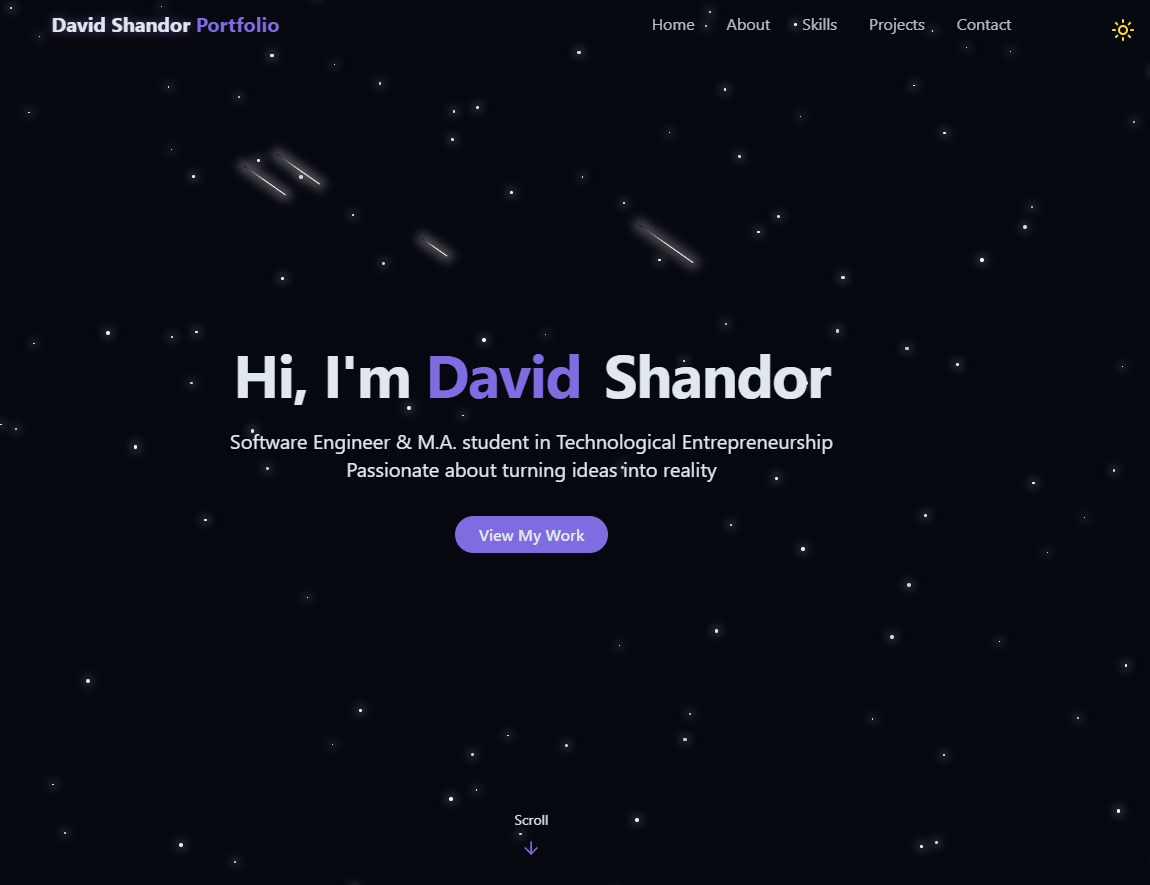 David Shandor Portfolio
Home About Skills Projects Contact
Hi, I'm David Shandor
Software Engineer & M.A. student in Technological Entrepreneurship
Passionate about turning ideas into reality
View My Work
Scroll